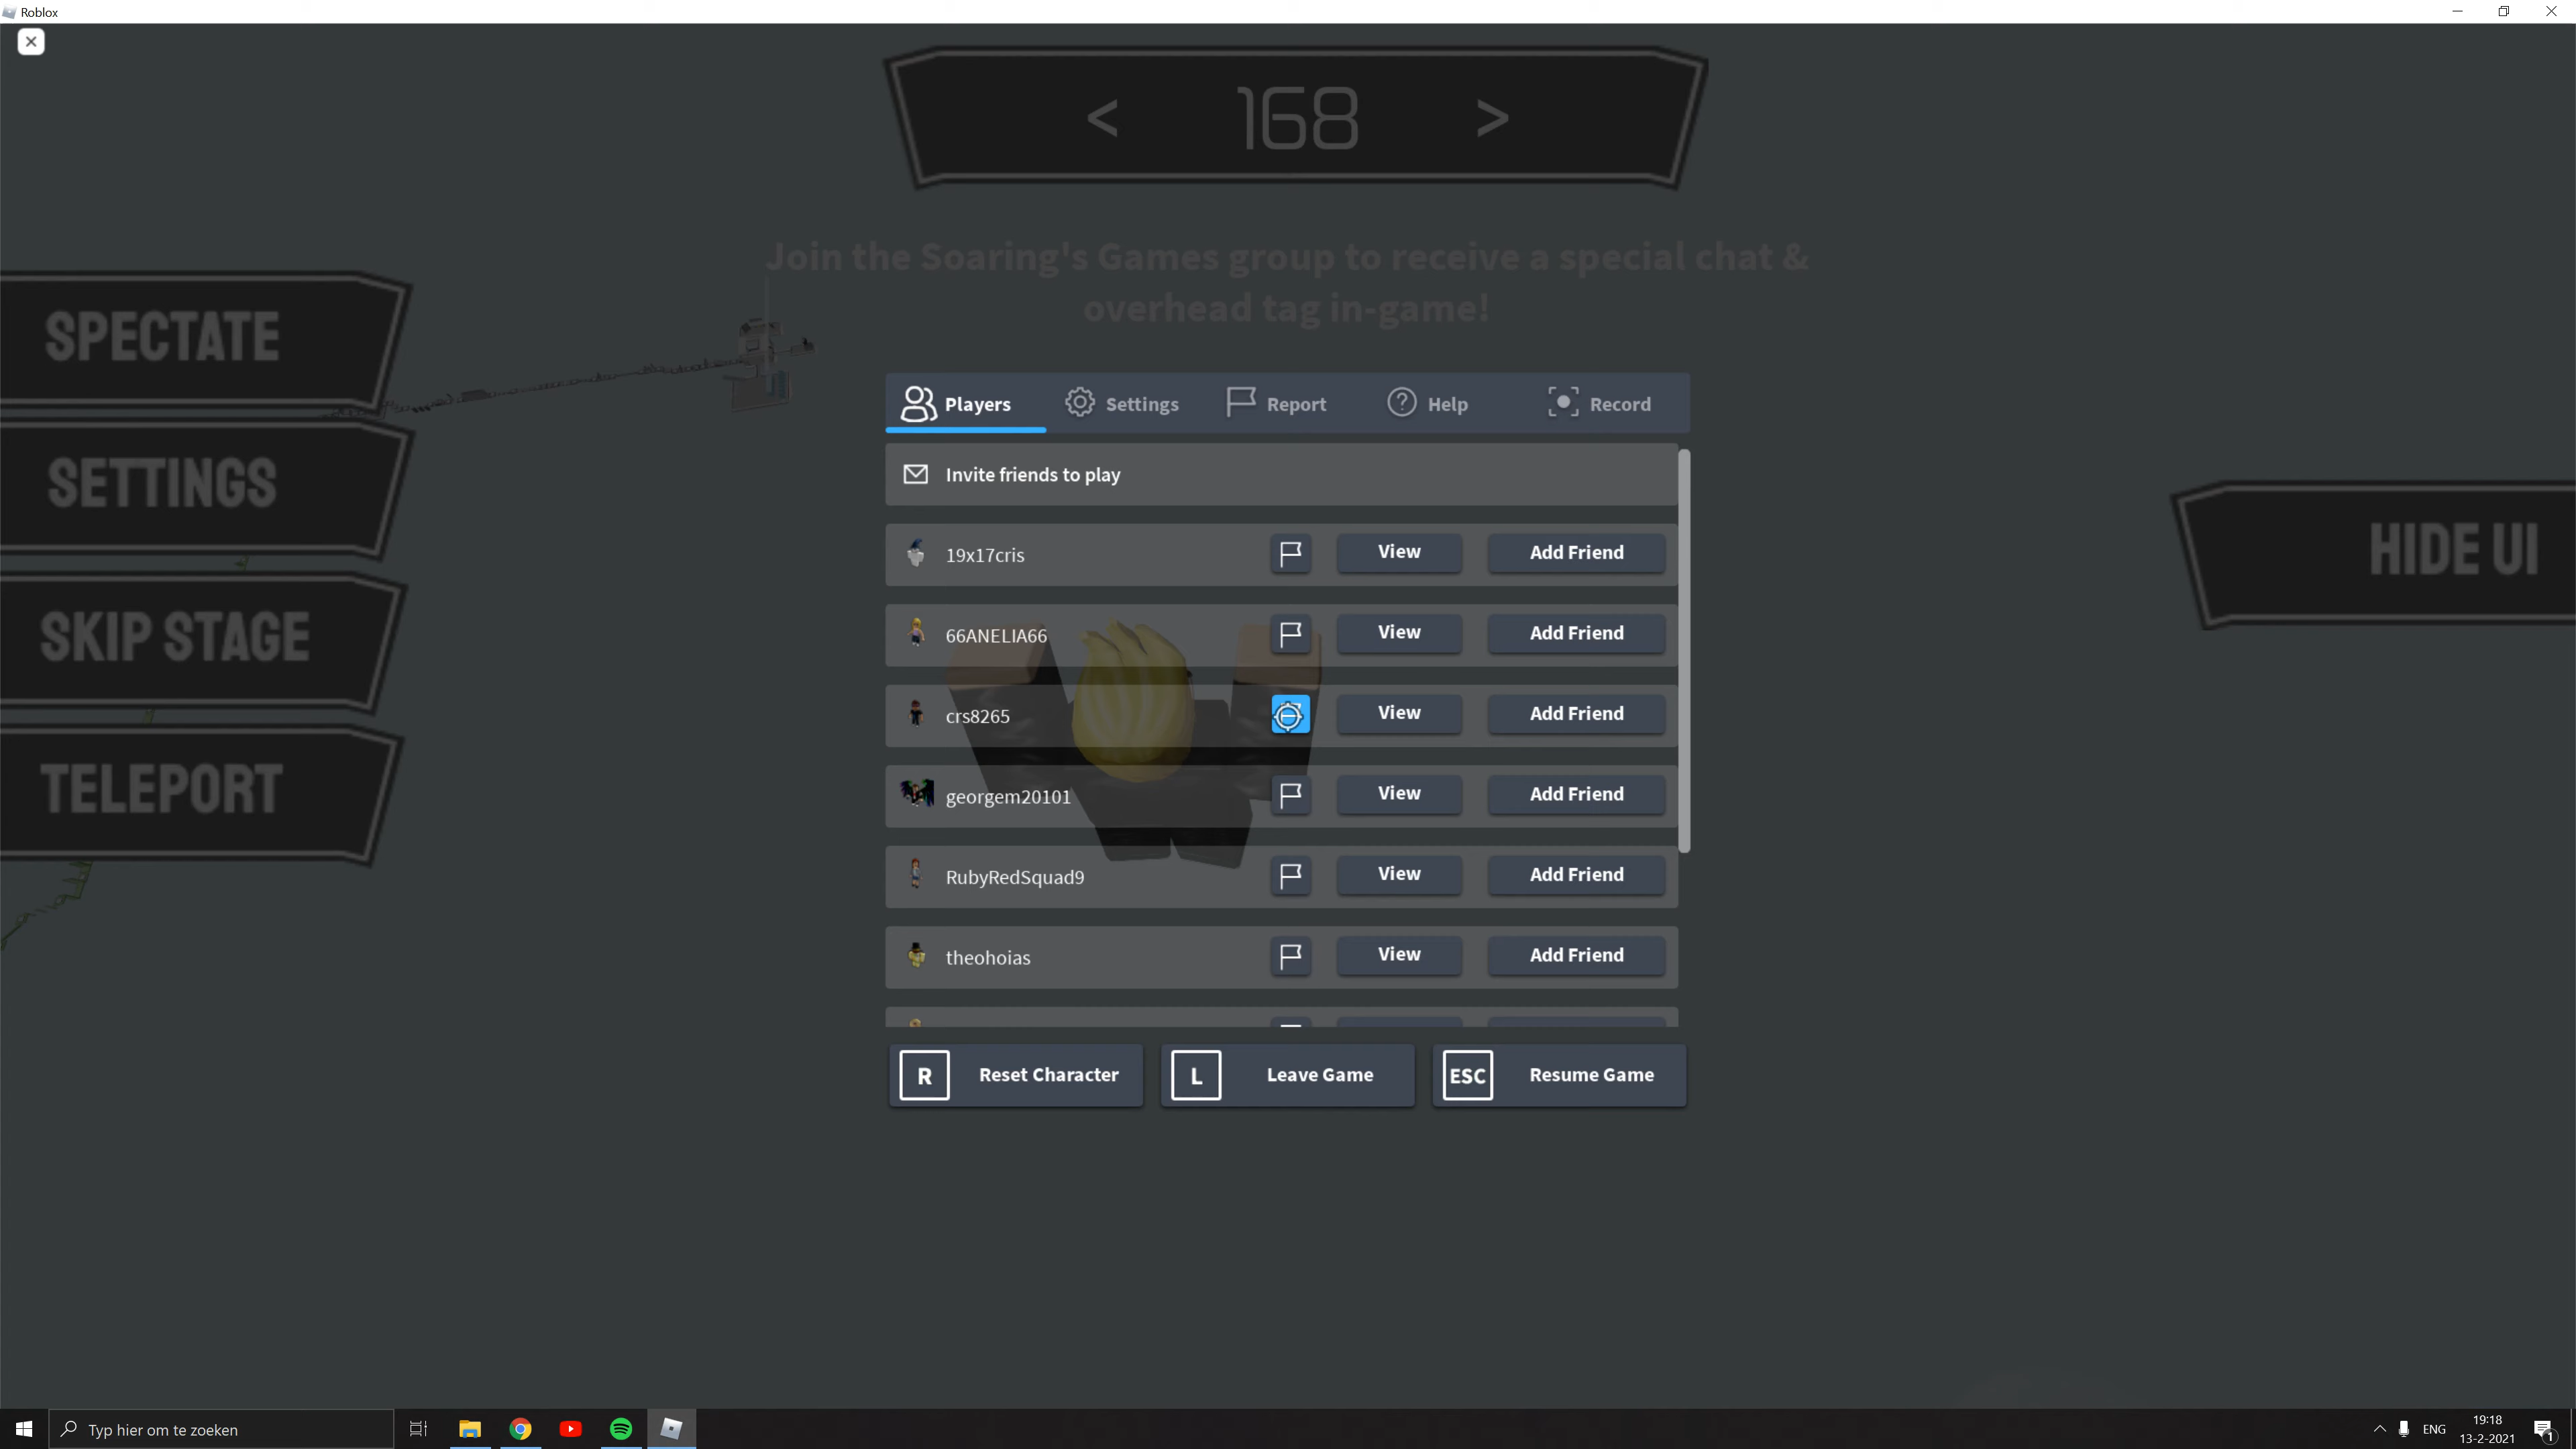 Roblox
< 168 >
Join the Soaring's Games group to receive a special chat &
overhead tag in-game!
SPECTATE
SETTINGS
SKIP STAGE
TELEPORT
HIDE UI
Players Settings Report Help Record
Invite friends to play
19x17cris View Add Friend
66ANELIA66 View Add Friend
crs8265 View Add Friend
georgem20101 View Add Friend
RubyRedSquad9 View Add Friend
theohoias View Add Friend
R Reset Character L Leave Game ESC Resume Game
Typ hier om te zoeken
ENG
19:18
13-2-2021
1